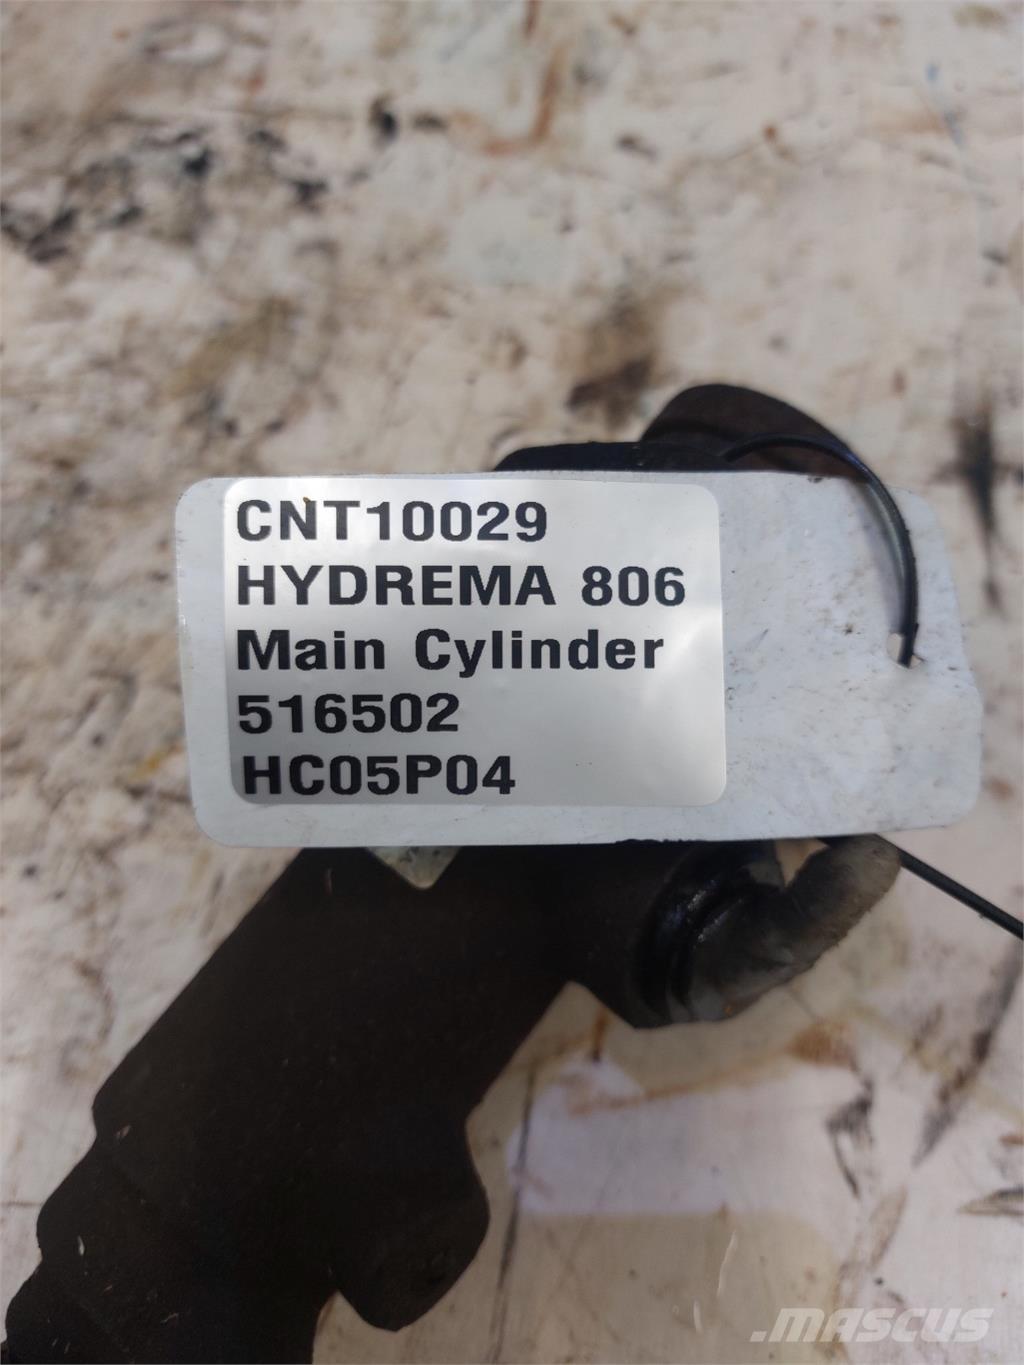 CNT10029
HYDREMA 806
Main Cylinder
516502
HC05P04
.MASCUS